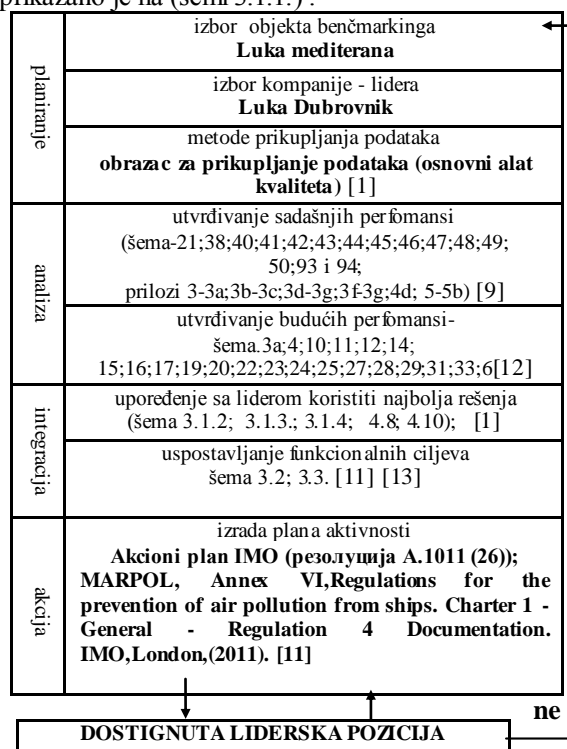 prikazano je na (šemi 3.1.1.) .
planiranje
izbor objekta benčmarkinga
Luka mediterana
izbor kompanije - lidera
Luka Dubrovnik
metode prikupljanja podataka
obrazac za prikupljanje podataka (osnovni alat
kvaliteta) [1]
analiza
utvrđivanje sadašnjih perfomansi
(šema-21;38;40;41;42;43;44;45;46;47;48;49;
50;93 i 94;
prilozi 3-3a;3b-3c;3d-3g;3f-3g;4d; 5-5b) [9]
utvrđivanje budućih perfomansi-
šema.3a;4;10;11;12;14;
15;16;17;19;20;22;23;24;25;27;28;29;31;33;6[12]
integracija
upoređenje sa liderom koristiti najbolja rešenja
(šema 3.1.2; 3.1.3.; 3.1.4; 4.8; 4.10); [1]
uspostavljanje funkcionalnih ciljeva
šema 3.2; 3.3. [11] [13]
akcija
izrada plana aktivnosti
Akcioni plan IMO (резолуција A.1011 (26));
MARPOL, Annex VI,Regulations for the
prevention of air pollution from ships. Charter 1 -
General - Regulation 4 Documentation.
IMO,London,(2011). [11]
ne
DOSTIGNUTA LIDERSKA POZICIJA